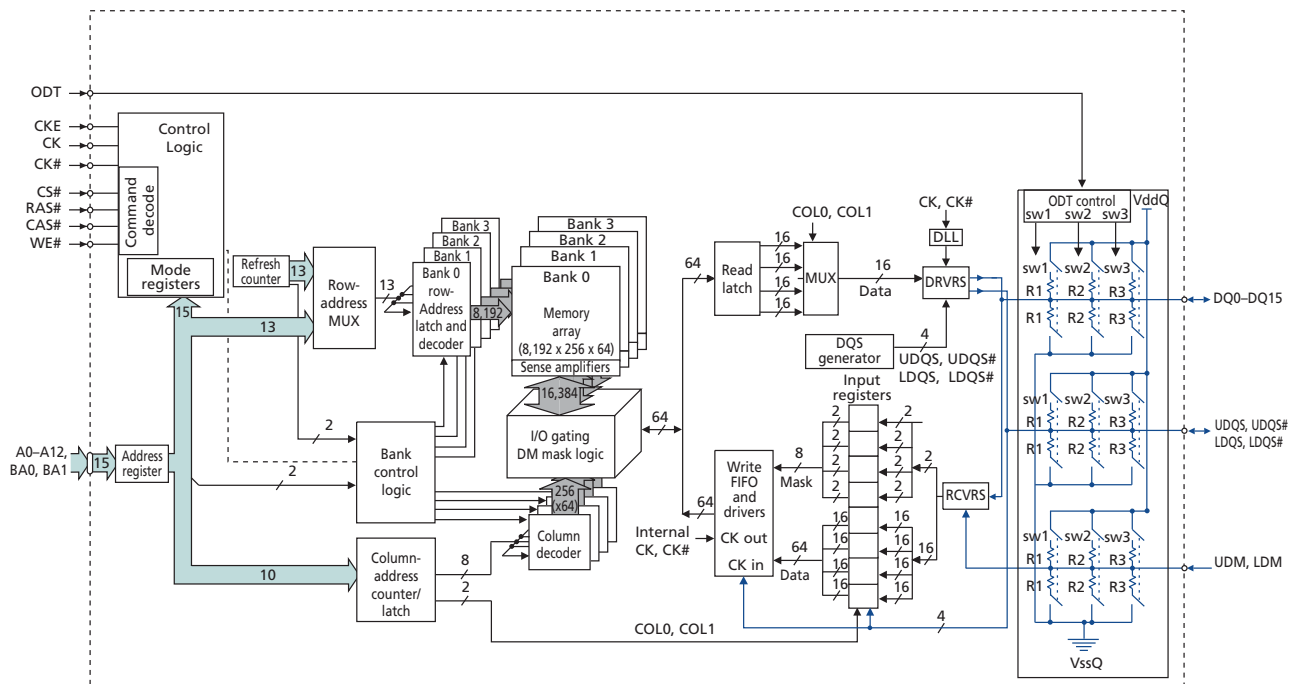 ODT
CKE
CK
CK#
CS#
RAS#
CAS#
WE#
Control
Logic
Command
decode
Mode
registers
15
A0–A12,
BA0, BA1
15
Address
register
13
10
2
2
Refresh
counter
13
Row-
address
MUX
13
Bank 3
Bank 2
Bank 1
Bank 0
row-
Address
latch and
decoder
8,192
Bank 3
Bank 2
Bank 1
Bank 0
Memory
array
(8,192 x 256 x 64)
Sense amplifiers
16,384
I/O gating
DM mask logic
Bank
control
logic
256
(x64)
Column
decoder
Column-
address
counter/
latch
8
2
COL0, COL1
64
64
64
Read
latch
16
16
16
16
COL0, COL1
MUX
16
Data
CK, CK#
DLL
DRVRS
DQS
generator
4
UDQS, UDQS#
LDQS, LDQS#
Input
registers
2
2
2
2
2
2
2
2
2
16
16
16
16
16
16
16
16
16
8
Mask
64
Data
Write
FIFO
and
drivers
CK out
CK in
Internal
CK, CK#
RCVRS
4
ODT control
VddQ
sw1
sw2
sw3
sw1
sw2
sw3
R1
R2
R3
R1
R2
R3
sw1
sw2
sw3
R1
R2
R3
R1
R2
R3
sw1
sw2
sw3
R1
R2
R3
R1
R2
R3
VssQ
DQ0–DQ15
UDQS, UDQS#
LDQS, LDQS#
UDM, LDM